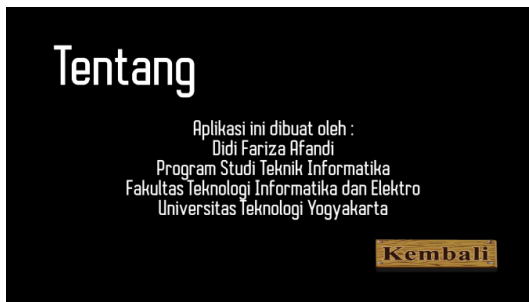 Tentang
Aplikasi ini dibuat oleh :
Didi Fariza Afandi
Program Studi Teknik Informatika
Fakultas Teknologi Informatika dan Elektro
Universitas Teknologi Yogyakarta
Kembali